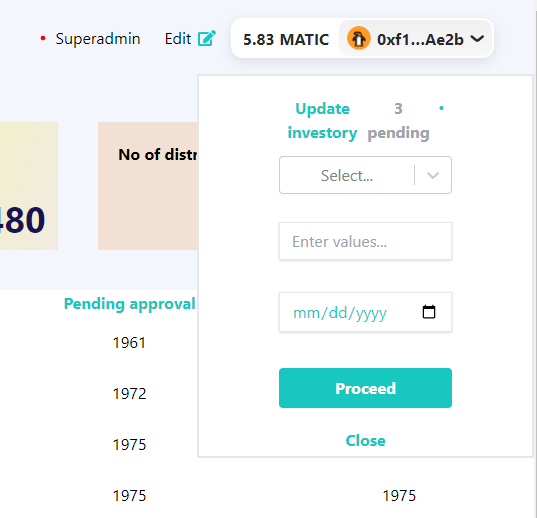 Superadmin Edit 5.83 MATIC 0xf1...Ae2b
Update 3
investory pending
No of distr
Select...
480
Enter values...
Pending approval
mm/dd/yyyy
1961
Proceed
1972
Close
1975
1975 1975